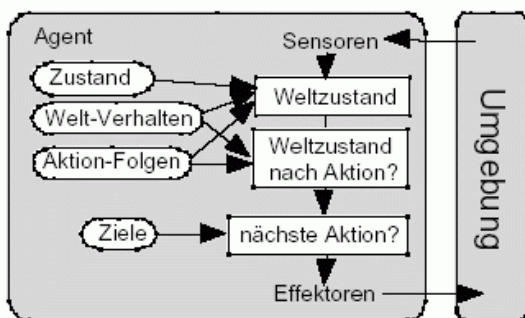 Agent
Sensoren
Zustand
Weltzustand
Welt-Verhalten
Weltzustand
nach Aktion?
Aktion-Folgen
Ziele
nächste Aktion?
Effektoren
Umgebung